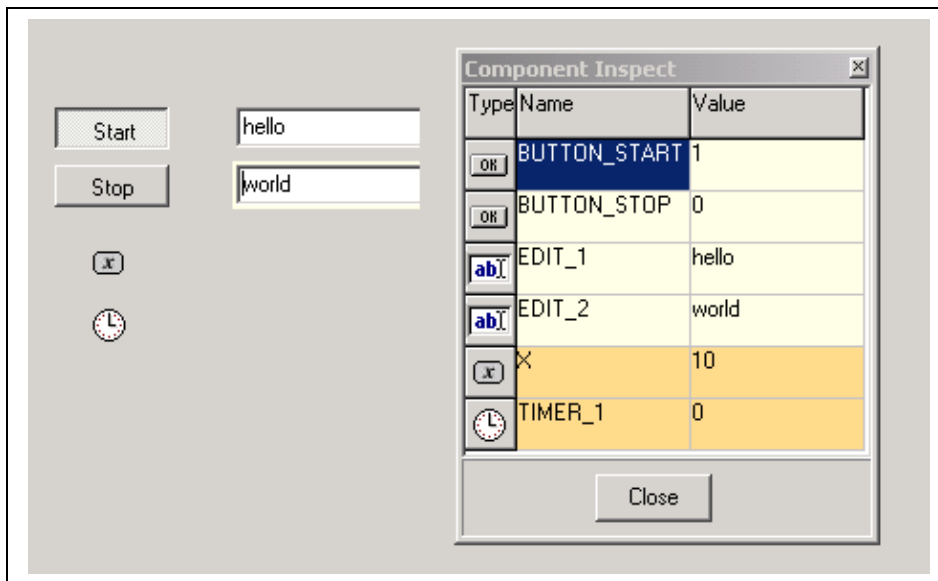 Start
hello
Stop
world
x
Component Inspect
Type Name Value
OK BUTTON_START 1
OK BUTTON_STOP 0
ab EDIT_1 hello
ab EDIT_2 world
x X 10
TIMER_1 0
Close